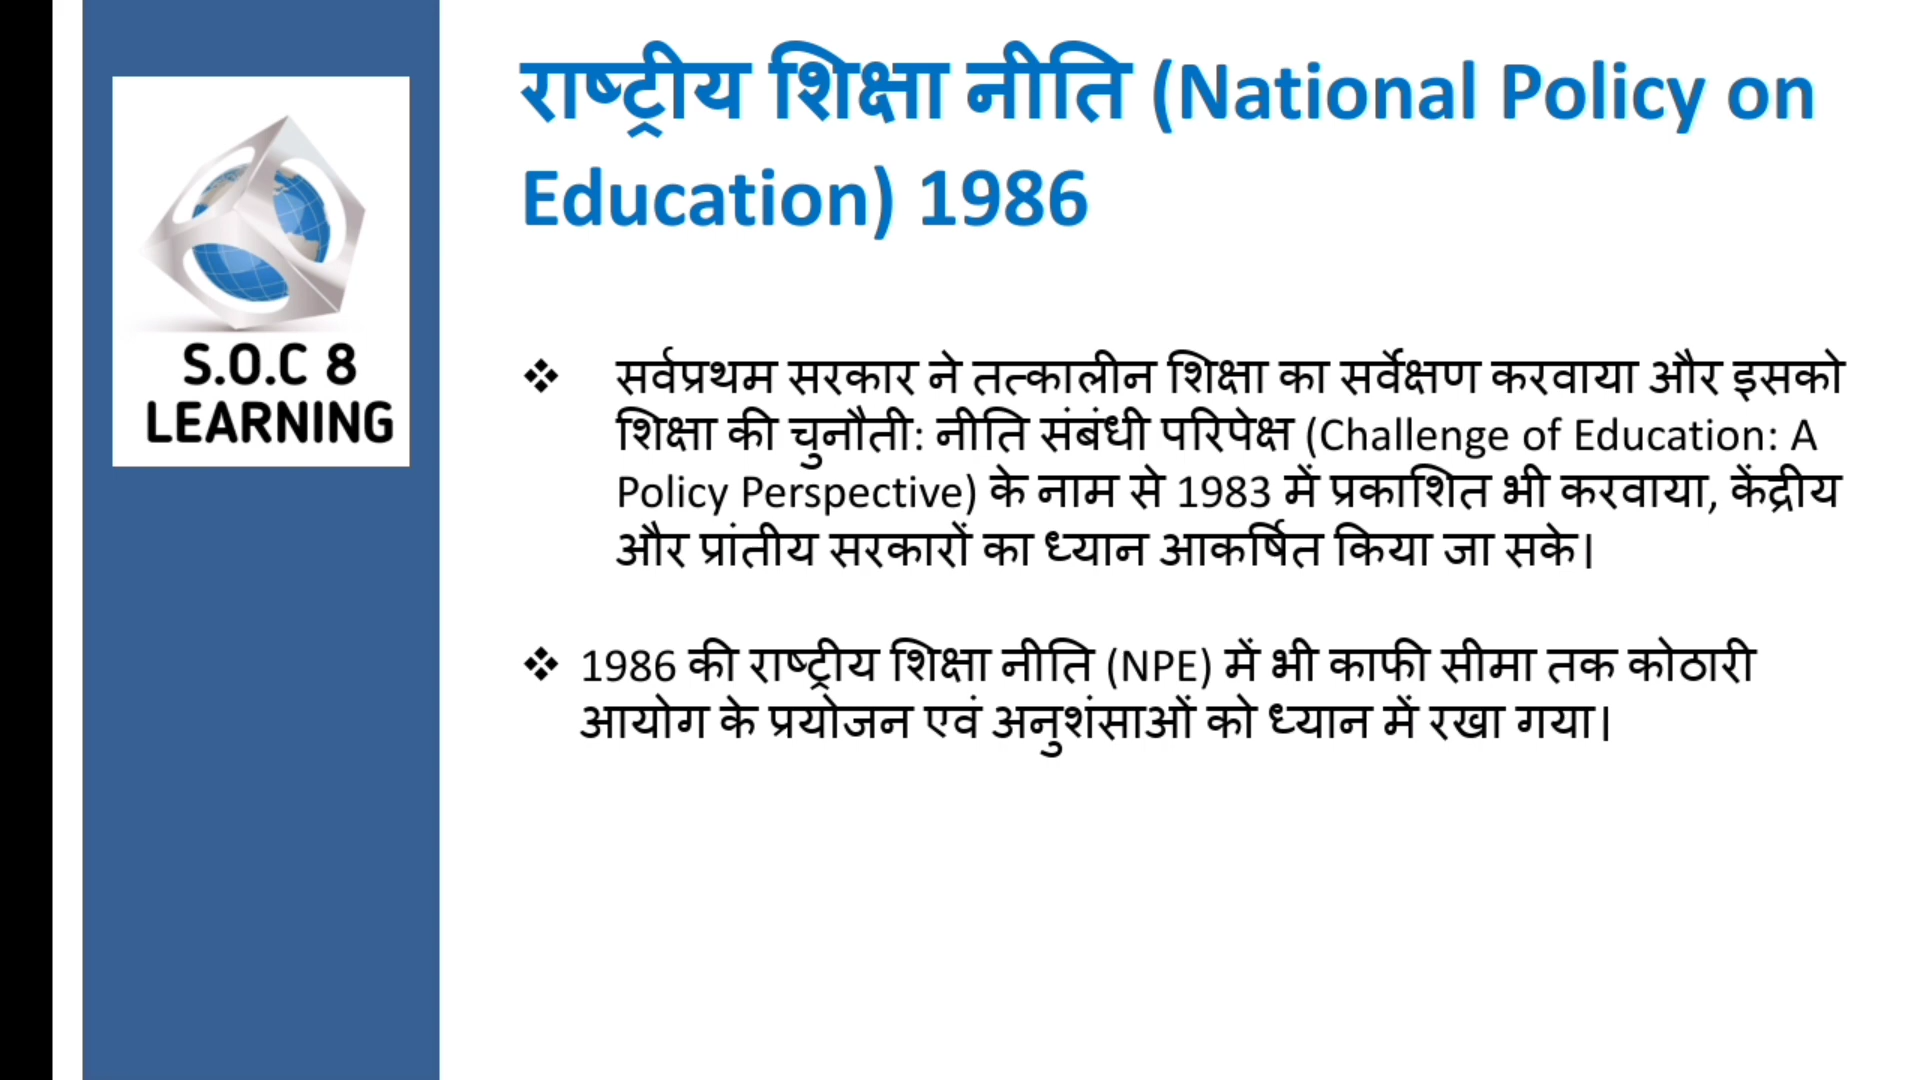 S.O.C 8
LEARNING
राष्ट्रीय शिक्षा नीति (National Policy on
Education) 1986
❖ सर्वप्रथम सरकार ने तत्कालीन शिक्षा का सर्वेक्षण करवाया और इसको
शिक्षा की चुनौती: नीति संबंधी परिपेक्ष (Challenge of Education: A
Policy Perspective) के नाम से 1983 में प्रकाशित भी करवाया, केंद्रीय
और प्रांतीय सरकारों का ध्यान आकर्षित किया जा सके।
❖ 1986 की राष्ट्रीय शिक्षा नीति (NPE) में भी काफी सीमा तक कोठारी
आयोग के प्रयोजन एवं अनुशंसाओं को ध्यान में रखा गया।